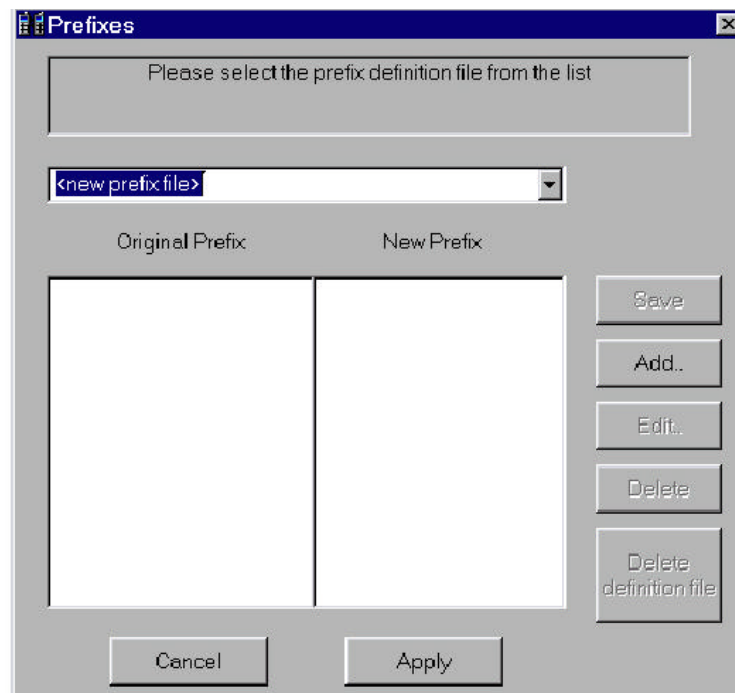 Prefixes
Please select the prefix definition file from the list
<new prefix file>
Original Prefix
New Prefix
Save
Add..
Edit..
Delete
Delete
definition file
Cancel
Apply